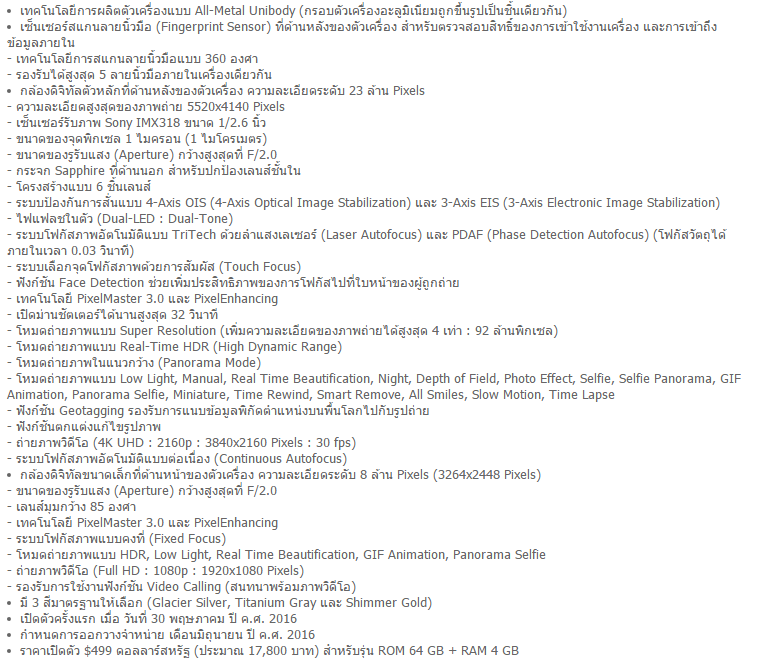 • เทคโนโลยีการผลิตตัวเครื่องแบบ All-Metal Unibody (กรอบตัวเครื่องอะลูมิเนียมถูกขึ้นรูปเป็นชิ้นเดียวกัน)
• เซ็นเซอร์สแกนลายนิ้วมือ (Fingerprint Sensor) ที่ด้านหลังของตัวเครื่อง สำหรับตรวจสอบสิทธิ์ของการเข้าใช้งานเครื่อง และการเข้าถึง
ข้อมูลภายใน
- เทคโนโลยีการสแกนลายนิ้วมือแบบ 360 องศา
- รองรับได้สูงสุด 5 ลายนิ้วมือภายในเครื่องเดียวกัน
• กล้องดิจิทัลตัวหลักที่ด้านหลังของตัวเครื่อง ความละเอียดระดับ 23 ล้าน Pixels
- ความละเอียดสูงสุดของภาพถ่าย 5520x4140 Pixels
- เซ็นเซอร์รับภาพ Sony IMX318 ขนาด 1/2.6 นิ้ว
- ขนาดของจุดพิกเซล 1 ไมครอน (1 ไมโครเมตร)
- ขนาดของรูรับแสง (Aperture) กว้างสูงสุดที่ F/2.0
- กระจก Sapphire ที่ด้านนอก สำหรับปกป้องเลนส์ชั้นใน
- โครงสร้างแบบ 6 ชิ้นเลนส์
- ระบบป้องกันการสั่นแบบ 4-Axis OIS (4-Axis Optical Image Stabilization) และ 3-Axis EIS (3-Axis Electronic Image Stabilization)
- ไฟแฟลชในตัว (Dual-LED : Dual-Tone)
- ระบบโฟกัสภาพอัตโนมัติแบบ TriTech ด้วยลำแสงเลเซอร์ (Laser Autofocus) และ PDAF (Phase Detection Autofocus) (โฟกัสวัตถุได้
ภายในเวลา 0.03 วินาที)
- ระบบเลือกจุดโฟกัสภาพด้วยการสัมผัส (Touch Focus)
- ฟังก์ชัน Face Detection ช่วยเพิ่มประสิทธิภาพของการโฟกัสไปที่ใบหน้าของผู้ถูกถ่าย
- เทคโนโลยี PixelMaster 3.0 และ PixelEnhancing
- เปิดม่านชัตเตอร์ได้นานสูงสุด 32 วินาที
- โหมดถ่ายภาพแบบ Super Resolution (เพิ่มความละเอียดของภาพถ่ายได้สูงสุด 4 เท่า : 92 ล้านพิกเซล)
- โหมดถ่ายภาพแบบ Real-Time HDR (High Dynamic Range)
- โหมดถ่ายภาพในแนวกว้าง (Panorama Mode)
- โหมดถ่ายภาพแบบ Low Light, Manual, Real Time Beautification, Night, Depth of Field, Photo Effect, Selfie, Selfie Panorama, GIF
Animation, Panorama Selfie, Miniature, Time Rewind, Smart Remove, All Smiles, Slow Motion, Time Lapse
- ฟังก์ชัน Geotagging รองรับการแนบข้อมูลพิกัดตำแหน่งบนพื้นโลกไปกับรูปถ่าย
- ฟังก์ชันตกแต่งแก้ไขรูปภาพ
- ถ่ายภาพวิดีโอ (4K UHD : 2160p : 3840x2160 Pixels : 30 fps)
- ระบบโฟกัสภาพอัตโนมัติแบบต่อเนื่อง (Continuous Autofocus)
• กล้องดิจิทัลขนาดเล็กที่ด้านหน้าของตัวเครื่อง ความละเอียดระดับ 8 ล้าน Pixels (3264x2448 Pixels)
- ขนาดของรูรับแสง (Aperture) กว้างสูงสุดที่ F/2.0
- เลนส์มุมกว้าง 85 องศา
- เทคโนโลยี PixelMaster 3.0 และ PixelEnhancing
- ระบบโฟกัสภาพแบบคงที่ (Fixed Focus)
- โหมดถ่ายภาพแบบ HDR, Low Light, Real Time Beautification, GIF Animation, Panorama Selfie
- ถ่ายภาพวิดีโอ (Full HD : 1080p : 1920x1080 Pixels)
- รองรับการใช้งานฟังก์ชัน Video Calling (สนทนาพร้อมภาพวิดีโอ)
• มี 3 สีมาตรฐานให้เลือก (Glacier Silver, Titanium Gray และ Shimmer Gold)
• เปิดตัวครั้งแรก เมื่อ วันที่ 30 พฤษภาคม ปี ค.ศ. 2016
• กำหนดการออกวางจำหน่าย เดือนมิถุนายน ปี ค.ศ. 2016
• ราคาเปิดตัว $499 ดอลลาร์สหรัฐ (ประมาณ 17,800 บาท) สำหรับรุ่น ROM 64 GB + RAM 4 GB